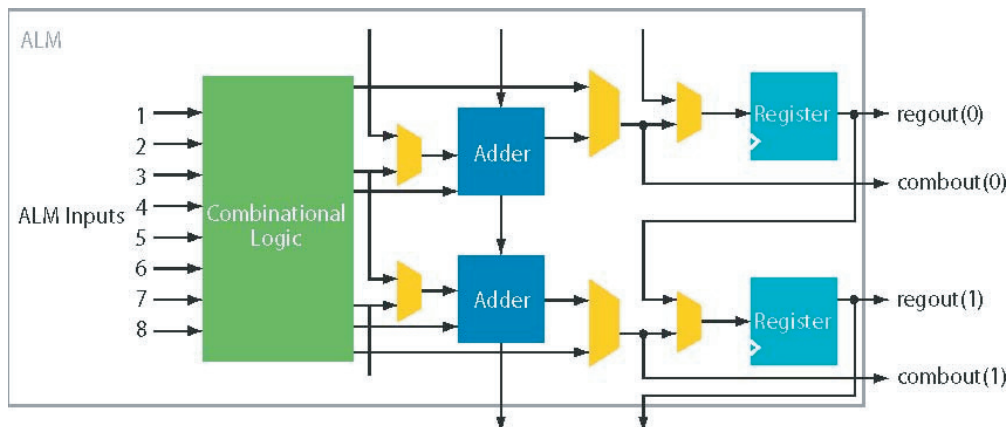 ALM
ALM Inputs
1
2
3
4
5
6
7
8
Combinational
Logic
Adder
Adder
Register
Register
regout(0)
combout(0)
regout(1)
combout(1)